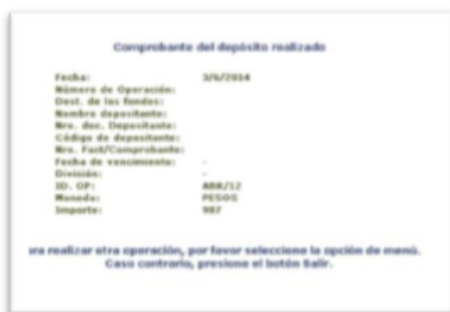 Comprobante del depósito realizado
Fecha: 3/6/2014
Número de Operación:
Dest. de los fondos:
Nombre depositante:
Nro. doc. Depositante:
Código de depositante:
Nro. Fact/Comprobante:
Fecha de vencimiento: -
División: -
ID. OP: ABR/12
Moneda: PESOS
Importe: 987
ara realizar otra operación, por favor seleccione la opción de menú.
Caso contrario, presione el botón Salir.